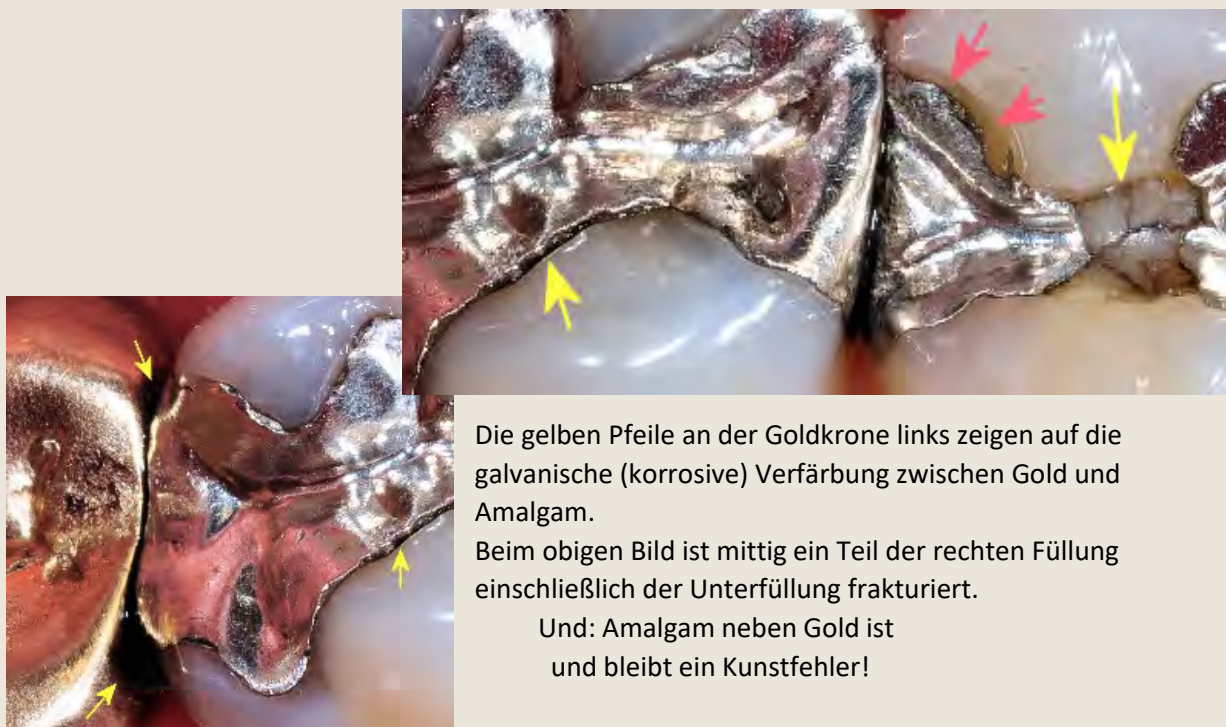 Die gelben Pfeile an der Goldkrone links zeigen auf die
galvanische (korrosive) Verfärbung zwischen Gold und
Amalgam.
Beim obigen Bild ist mittig ein Teil der rechten Füllung
einschließlich der Unterfüllung frakturiert.
Und: Amalgam neben Gold ist
und bleibt ein Kunstfehler!